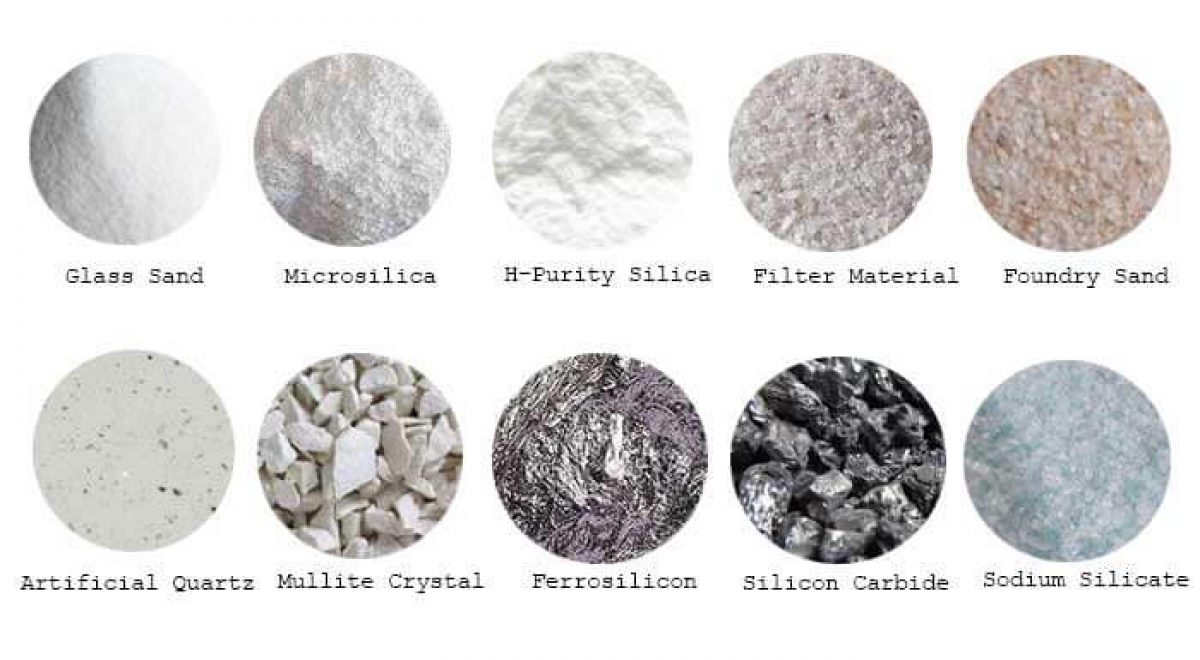 Glass Sand
Microsilica
H-Purity Silica
Filter Material
Foundry Sand
Artificial Quartz
Mullite Crystal
Ferrosilicon
Silicon Carbide
Sodium Silicate